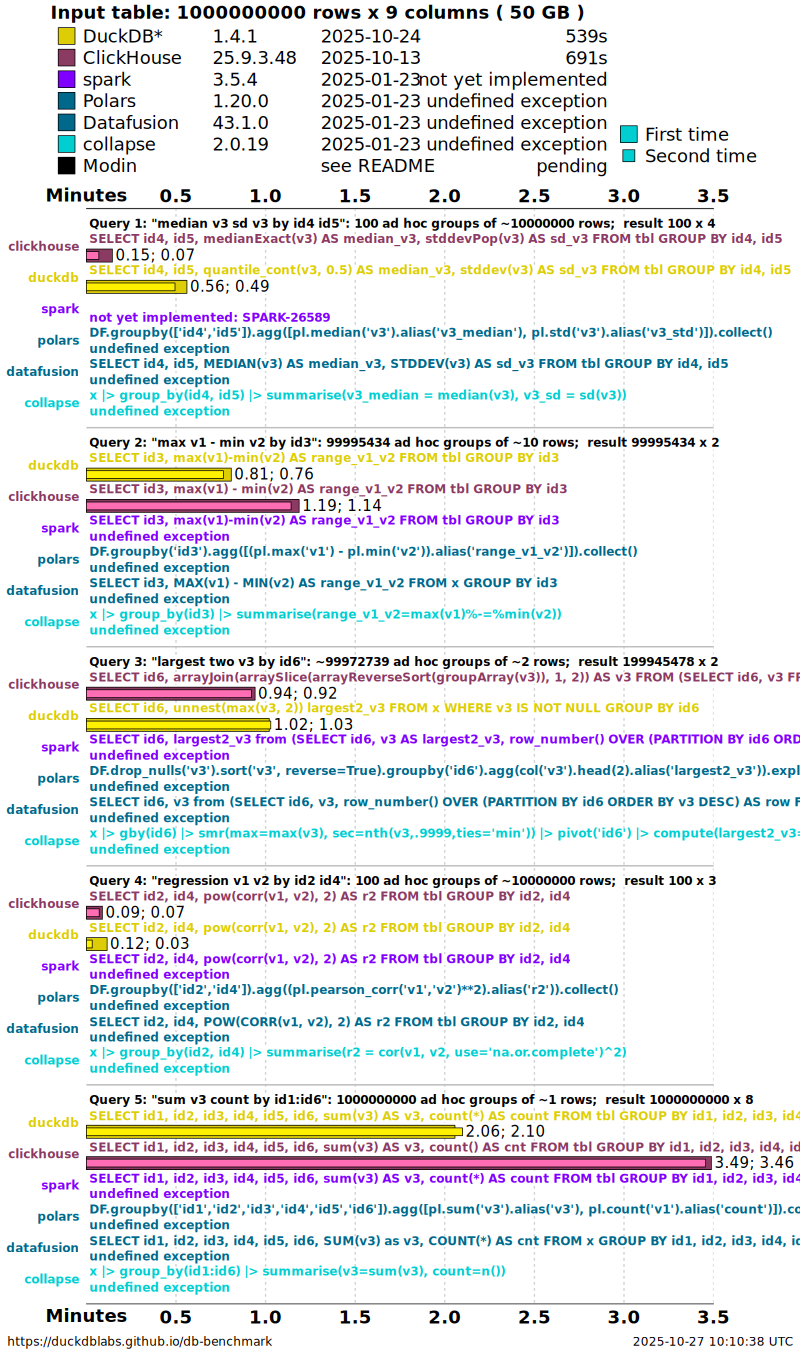 Input table: 1000000000 rows x 9 columns ( 50 GB )
DuckDB* 1.4.1 2025-10-24 539s
ClickHouse 25.9.3.48 2025-10-13 691s
spark 3.5.4 2025-01-23 not yet implemented
Polars 1.20.0 2025-01-23 undefined exception
Datafusion 43.1.0 2025-01-23 undefined exception
collapse 2.0.19 2025-01-23 undefined exception
Modin see README pending
First time
Second time
Minutes 0.5 1.0 1.5 2.0 2.5 3.0 3.5
Query 1: "median v3 sd v3 by id4 id5": 100 ad hoc groups of ~10000000 rows; result 100 x 4
clickhouse SELECT id4, id5, medianExact(v3) AS median_v3, stddevPop(v3) AS sd_v3 FROM tbl GROUP BY id4, id5
0.15; 0.07
duckdb SELECT id4, id5, quantile_cont(v3, 0.5) AS median_v3, stddev(v3) AS sd_v3 FROM tbl GROUP BY id4, id5
0.56; 0.49
spark
not yet implemented: SPARK-26589
polars DF.groupby(['id4','id5']).agg([pl.median('v3').alias('v3_median'), pl.std('v3').alias('v3_std')]).collect()
undefined exception
datafusion SELECT id4, id5, MEDIAN(v3) AS median_v3, STDDEV(v3) AS sd_v3 FROM tbl GROUP BY id4, id5
undefined exception
collapse x |> group_by(id4, id5) |> summarise(v3_median = median(v3), v3_sd = sd(v3))
undefined exception
Query 2: "max v1 - min v2 by id3": 99995434 ad hoc groups of ~10 rows; result 99995434 x 2
duckdb SELECT id3, max(v1)-min(v2) AS range_v1_v2 FROM tbl GROUP BY id3
0.81; 0.76
clickhouse SELECT id3, max(v1) - min(v2) AS range_v1_v2 FROM tbl GROUP BY id3
1.19; 1.14
spark SELECT id3, max(v1)-min(v2) AS range_v1_v2 FROM tbl GROUP BY id3
undefined exception
polars DF.groupby('id3').agg([(pl.max('v1') - pl.min('v2')).alias('range_v1_v2')]).collect()
undefined exception
datafusion SELECT id3, MAX(v1) - MIN(v2) AS range_v1_v2 FROM x GROUP BY id3
undefined exception
collapse x |> group_by(id3) |> summarise(range_v1_v2=max(v1)%-=%min(v2))
undefined exception
Query 3: "largest two v3 by id6": ~99972739 ad hoc groups of ~2 rows; result 199945478 x 2
clickhouse SELECT id6, arrayJoin(arraySlice(arrayReverseSort(groupArray(v3)), 1, 2)) AS v3 FROM (SELECT id6, v3 FR
0.94; 0.92
duckdb SELECT id6, unnest(max(v3, 2)) largest2_v3 FROM x WHERE v3 IS NOT NULL GROUP BY id6
1.02; 1.03
spark SELECT id6, largest2_v3 from (SELECT id6, v3 AS largest2_v3, row_number() OVER (PARTITION BY id6 ORD
undefined exception
polars DF.drop_nulls('v3').sort('v3', reverse=True).groupby('id6').agg(col('v3').head(2).alias('largest2_v3')).expl
undefined exception
datafusion SELECT id6, v3 from (SELECT id6, v3, row_number() OVER (PARTITION BY id6 ORDER BY v3 DESC) AS row F
undefined exception
collapse x |> gby(id6) |> smr(max=max(v3), sec=nth(v3,.9999,ties='min')) |> pivot('id6') |> compute(largest2_v3=
undefined exception
Query 4: "regression v1 v2 by id2 id4": 100 ad hoc groups of ~10000000 rows; result 100 x 3
clickhouse SELECT id2, id4, pow(corr(v1, v2), 2) AS r2 FROM tbl GROUP BY id2, id4
0.09; 0.07
duckdb SELECT id2, id4, pow(corr(v1, v2), 2) AS r2 FROM tbl GROUP BY id2, id4
0.12; 0.03
spark SELECT id2, id4, pow(corr(v1, v2), 2) AS r2 FROM tbl GROUP BY id2, id4
undefined exception
polars DF.groupby(['id2','id4']).agg((pl.pearson_corr('v1','v2')**2).alias('r2')).collect()
undefined exception
datafusion SELECT id2, id4, POW(CORR(v1, v2), 2) AS r2 FROM tbl GROUP BY id2, id4
undefined exception
collapse x |> group_by(id2, id4) |> summarise(r2 = cor(v1, v2, use='na.or.complete')^2)
undefined exception
Query 5: "sum v3 count by id1:id6": 1000000000 ad hoc groups of ~1 rows; result 1000000000 x 8
duckdb SELECT id1, id2, id3, id4, id5, id6, sum(v3) AS v3, count(*) AS count FROM tbl GROUP BY id1, id2, id3, id4
2.06; 2.10
clickhouse SELECT id1, id2, id3, id4, id5, id6, sum(v3) AS v3, count() AS cnt FROM tbl GROUP BY id1, id2, id3, id4, id
3.49; 3.46
spark SELECT id1, id2, id3, id4, id5, id6, sum(v3) AS v3, count(*) AS count FROM tbl GROUP BY id1, id2, id3, id4
undefined exception
polars DF.groupby(['id1','id2','id3','id4','id5','id6']).agg([pl.sum('v3').alias('v3'), pl.count('v1').alias('count')]).co
undefined exception
datafusion SELECT id1, id2, id3, id4, id5, id6, SUM(v3) as v3, COUNT(*) AS cnt FROM x GROUP BY id1, id2, id3, id4, id
undefined exception
collapse x |> group_by(id1:id6) |> summarise(v3=sum(v3), count=n())
undefined exception
Minutes 0.5 1.0 1.5 2.0 2.5 3.0 3.5
https://duckdblabs.github.io/db-benchmark 2025-10-27 10:10:38 UTC